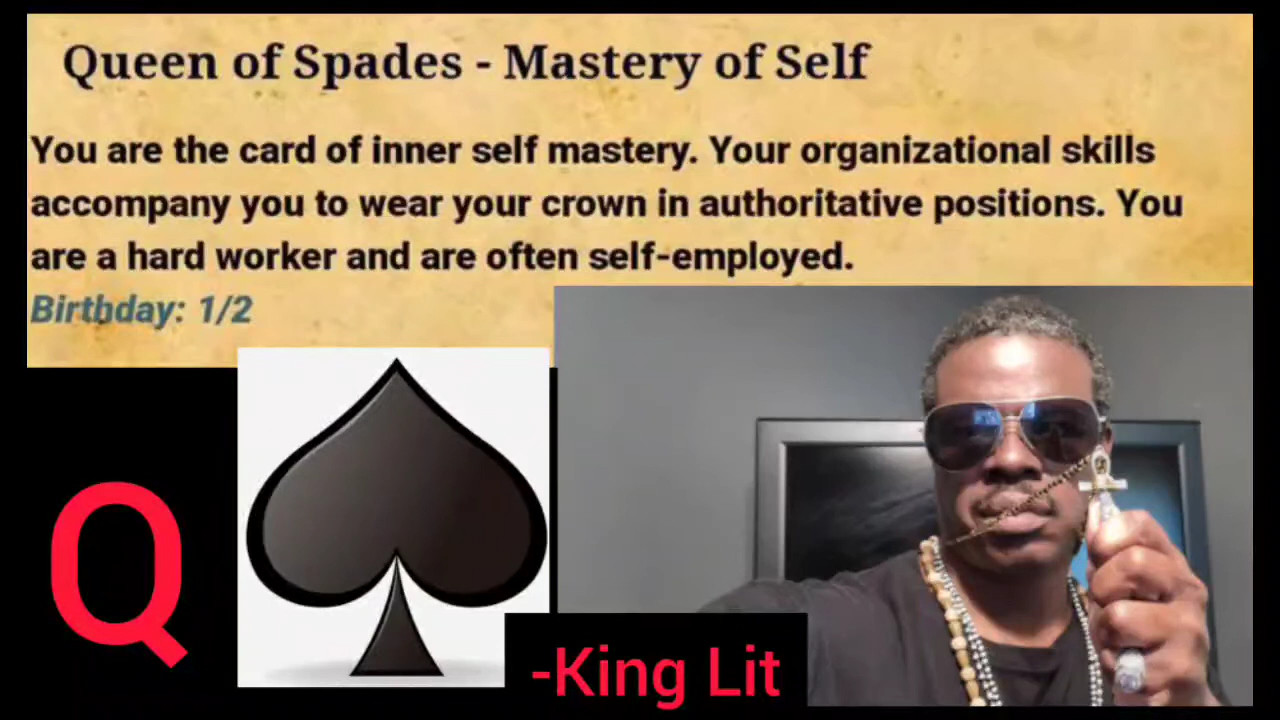 Queen of Spades - Mastery of Self
You are the card of inner self mastery. Your organizational skills
accompany you to wear your crown in authoritative positions. You
are a hard worker and are often self-employed.
Birthday: 1/2
Q
-King Lit